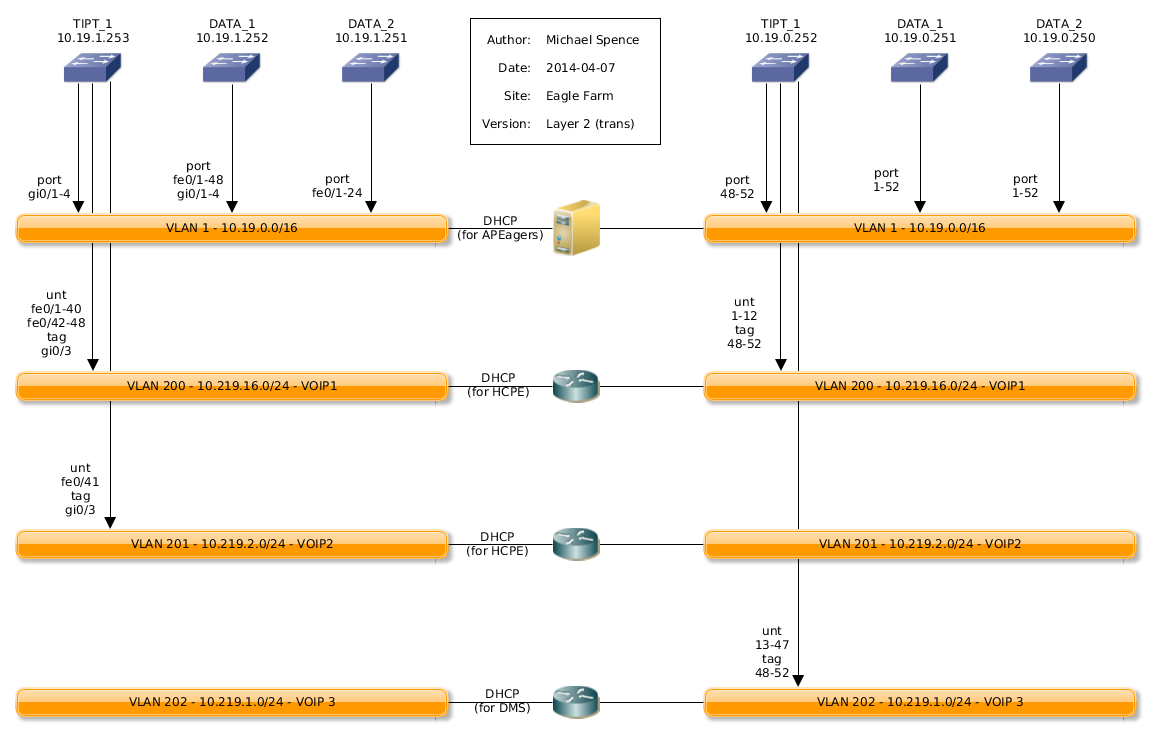 TIPT_1
10.19.1.253
DATA_1
10.19.1.252
DATA_2
10.19.1.251
Author: Michael Spence
Date: 2014-04-07
Site: Eagle Farm
Version: Layer 2 (trans)
TIPT_1
10.19.0.252
DATA_1
10.19.0.251
DATA_2
10.19.0.250
port
gi0/1-4
port
fe0/1-48
gi0/1-4
port
fe0/1-24
port
48-52
port
1-52
port
1-52
VLAN 1 - 10.19.0.0/16
DHCP
(for APEagers)
VLAN 1 - 10.19.0.0/16
unt
fe0/1-40
fe0/42-48
tag
gi0/3
unt
1-12
tag
48-52
VLAN 200 - 10.219.16.0/24 - VOIP1
DHCP
(for HCPE)
VLAN 200 - 10.219.16.0/24 - VOIP1
unt
fe0/41
tag
gi0/3
VLAN 201 - 10.219.2.0/24 - VOIP2
DHCP
(for HCPE)
VLAN 201 - 10.219.2.0/24 - VOIP2
unt
13-47
tag
48-52
VLAN 202 - 10.219.1.0/24 - VOIP 3
DHCP
(for DMS)
VLAN 202 - 10.219.1.0/24 - VOIP 3